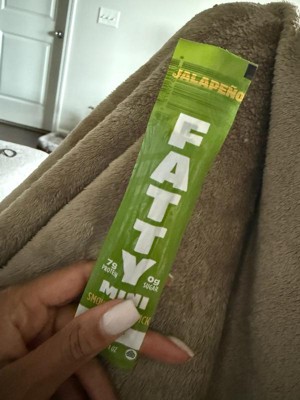 JALAPEÑO
FATTY
7g
PROTEIN
0g
SUGAR
MINI